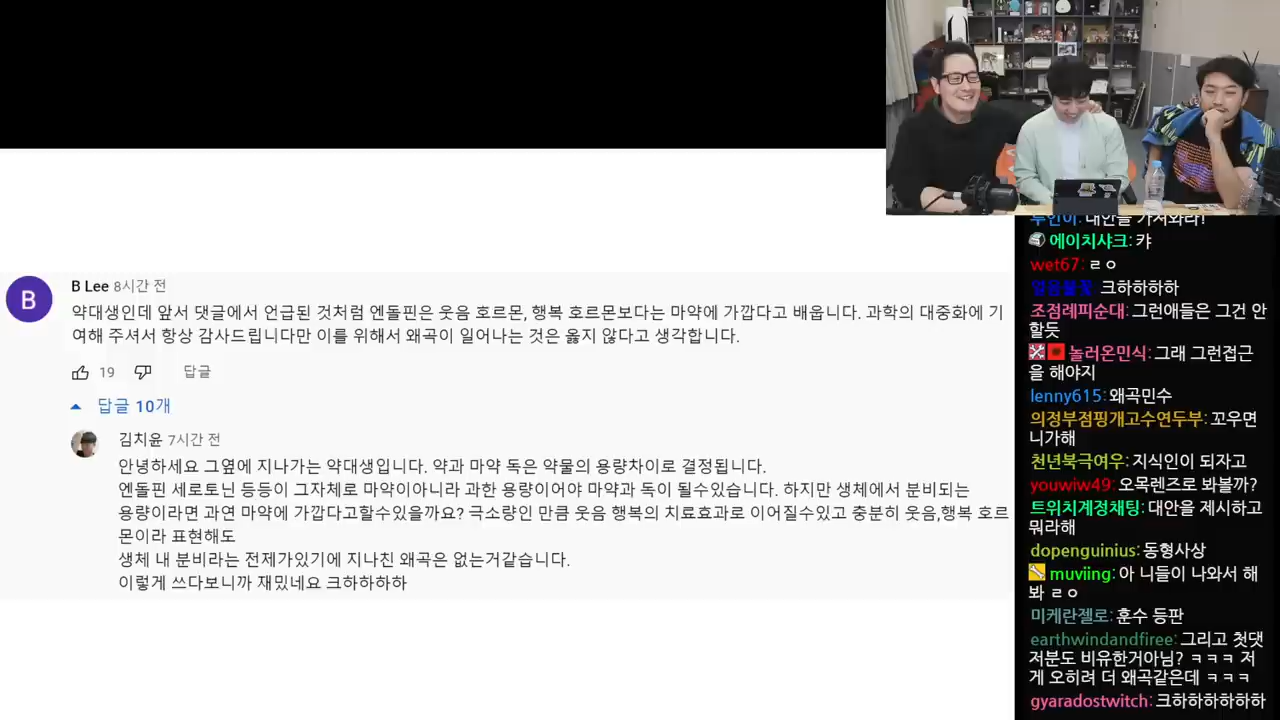 B Lee 8시간 전
약대생인데 앞서 댓글에서 언급된 것처럼 엔돌핀은 웃음 호르몬, 행복 호르몬보다는 마약에 가깝다고 배웁니다. 과학의 대중화에 기
여해 주셔서 항상 감사드립니다만 이를 위해서 왜곡이 일어나는 것은 옳지 않다고 생각합니다.
19 답글
답글 10개
김치윤 7시간 전
안녕하세요 그옆에 지나가는 약대생입니다. 약과 마약 독은 약물의 용량차이로 결정됩니다.
엔돌핀 세로토닌 등등이 그자체로 마약이아니라 과한 용량이어야 마약과 독이 될수있습니다. 하지만 생체에서 분비되는
용량이라면 과연 마약에 가깝다고할수있을까요? 극소량인 만큼 웃음 행복의 치료효과로 이어질수있고 충분히 웃음,행복 호르
몬이라 표현해도
생체 내 분비라는 전제가있기에 지나친 왜곡은 없는거같습니다.
이렇게 쓰다보니까 재밌네요 크하하하하
대안을 가져와라!
에이치샤크: 캬
wet67: ㄹㅇ
얼음불꽃 크하하하하
초점례피순대: 그런애들은 그건 안
할듯
놀러온민식: 그래 그런접근
을 해야지
lenny615: 왜곡민수
의정부점핑개고수연두부: 꼬우면
니가해
천년북극여우: 지식인이 되자고
youwiw49: 오목렌즈로 봐볼까?
트위치계정채팅: 대안을 제시하고
뭐라해
dopenguinius: 동형사상
muviing: 아 니들이 나와서 해
봐 ㄹㅇ
미케란젤로: 훈수 등판
earthwindandfiree: 그리고 첫댓
저분도 비유한거아님? ㅋㅋㅋ 저
게 오히려 더 왜곡같은데 ㅋㅋㅋ
gyaradostwitch: 크하하하하하하